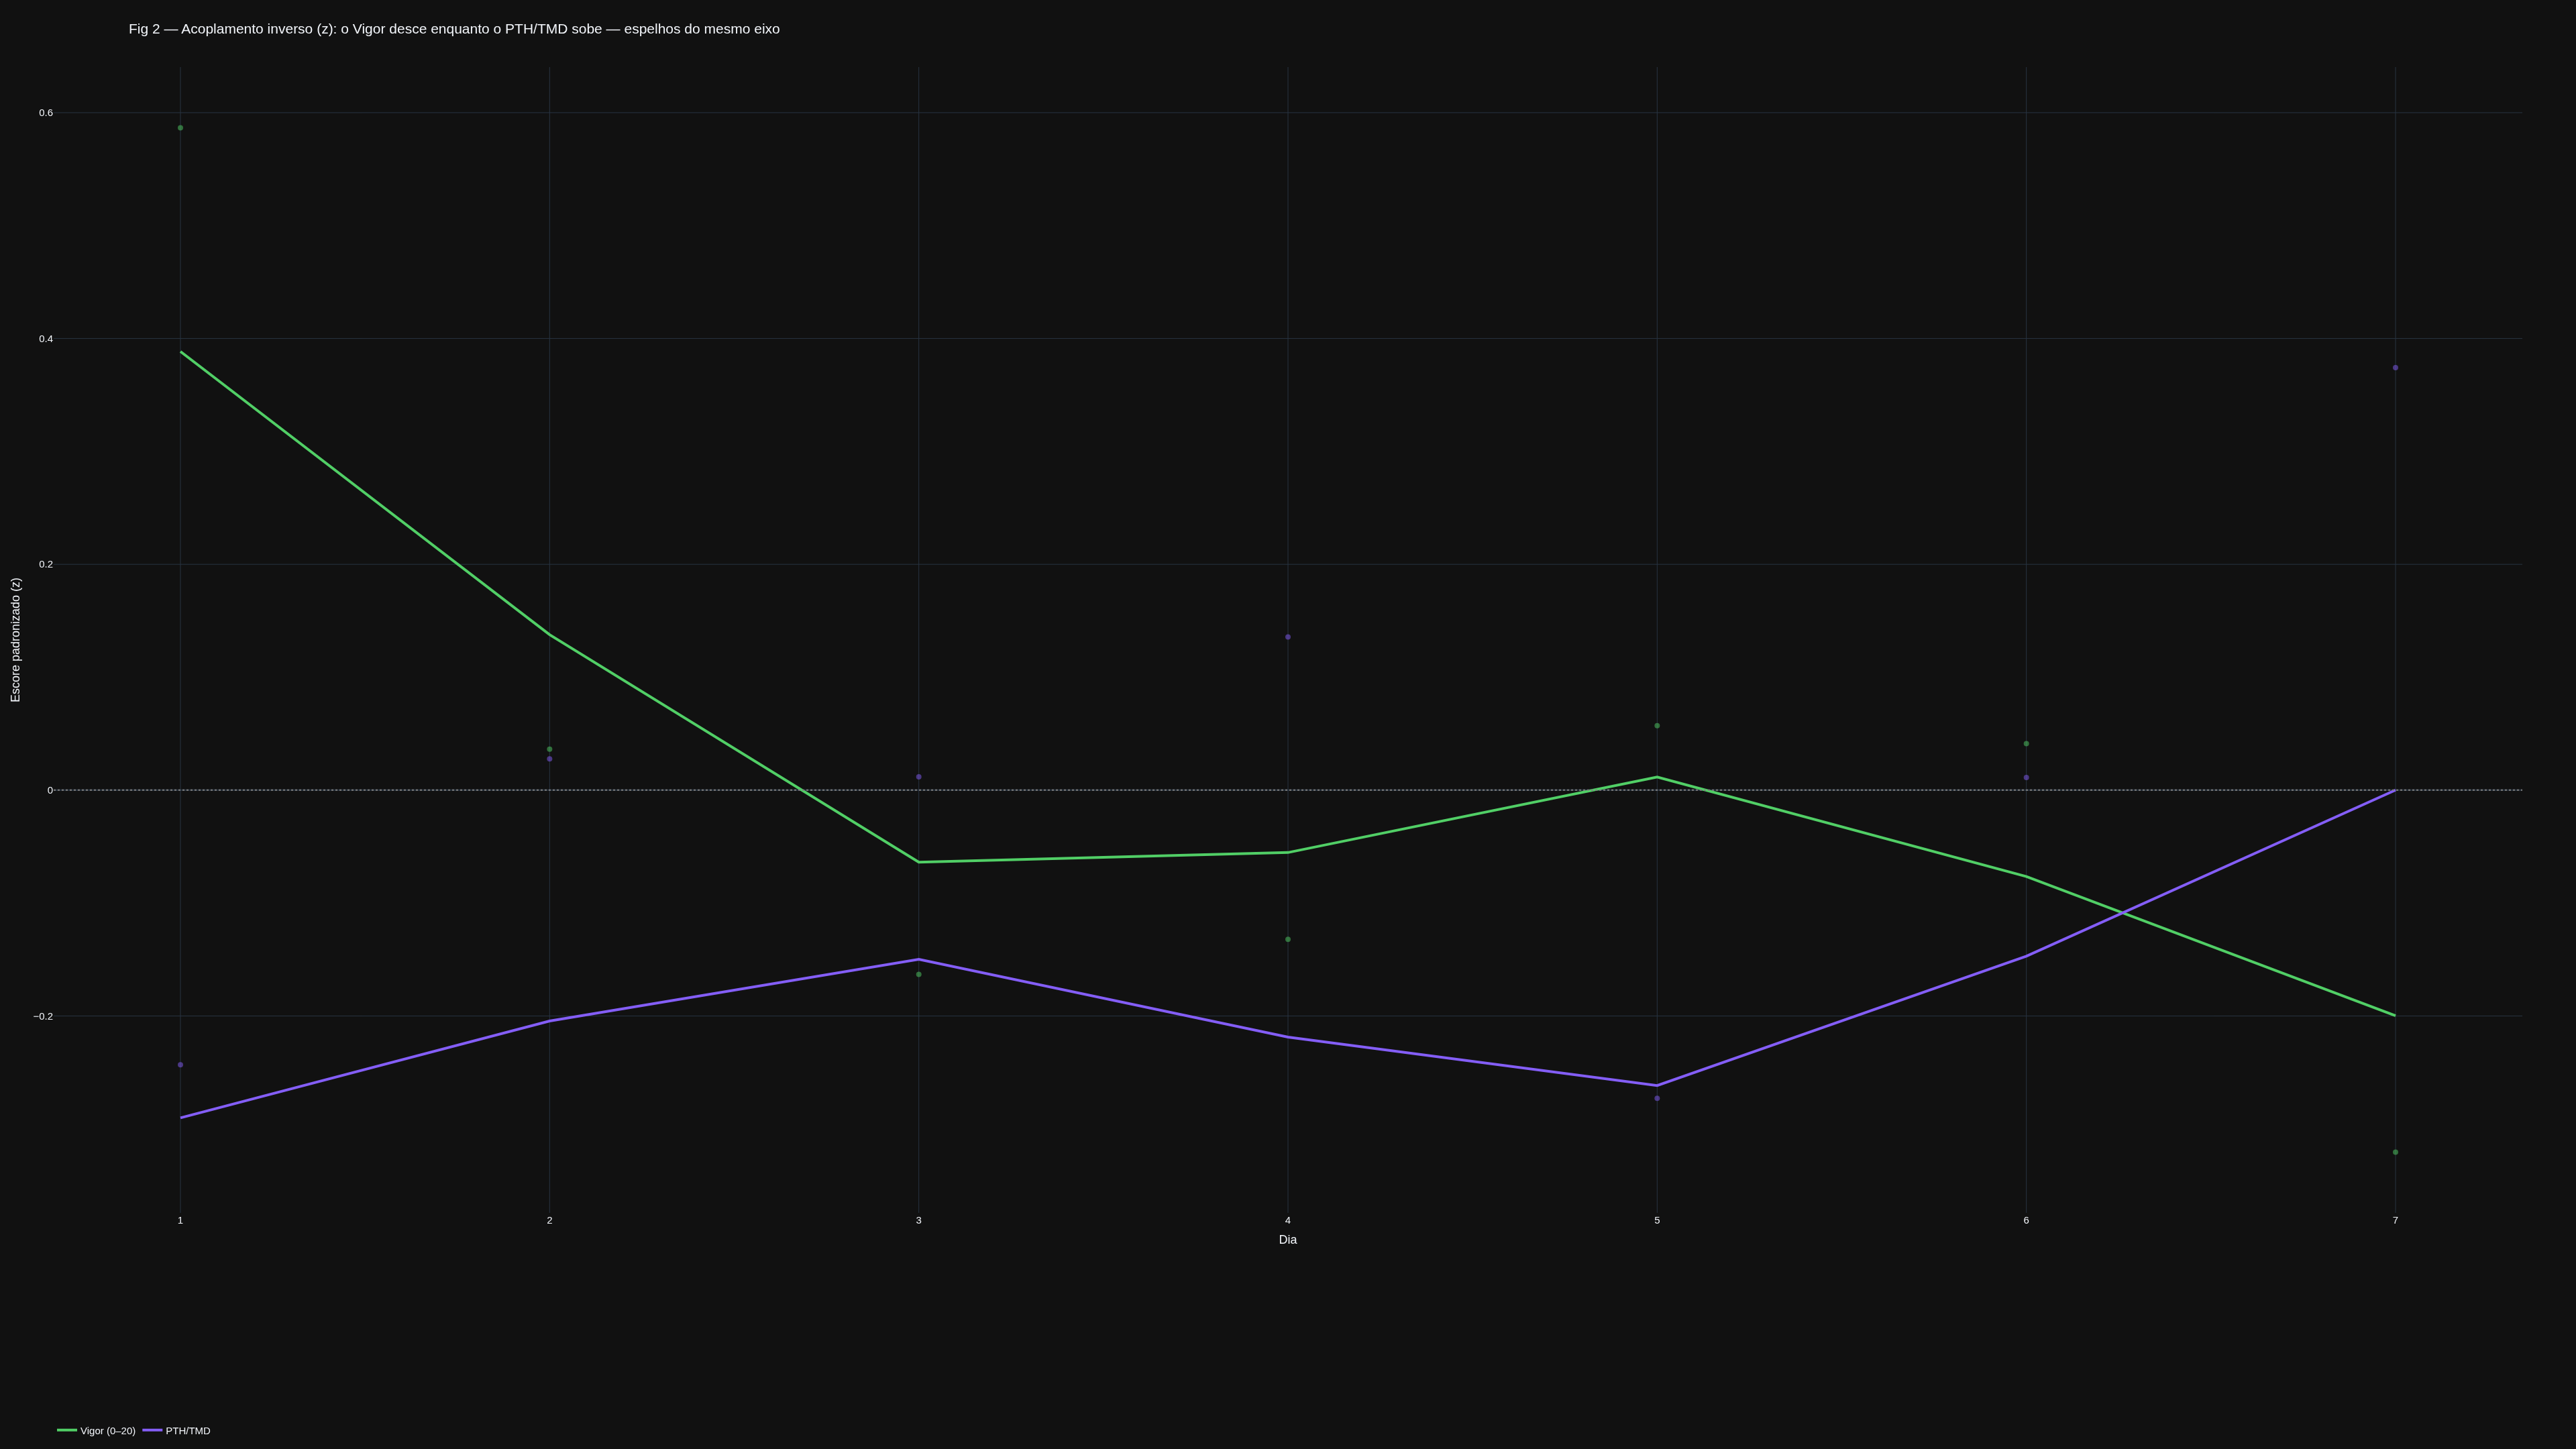 Fig 2 — Acoplamento inverso (z): o Vigor desce enquanto o PTH/TMD sobe — espelhos do mesmo eixo
0.6
0.4
0.2
0
−0.2
Escore padronizado (z)
1 2 3 4 5 6 7
Dia
Vigor (0–20) PTH/TMD